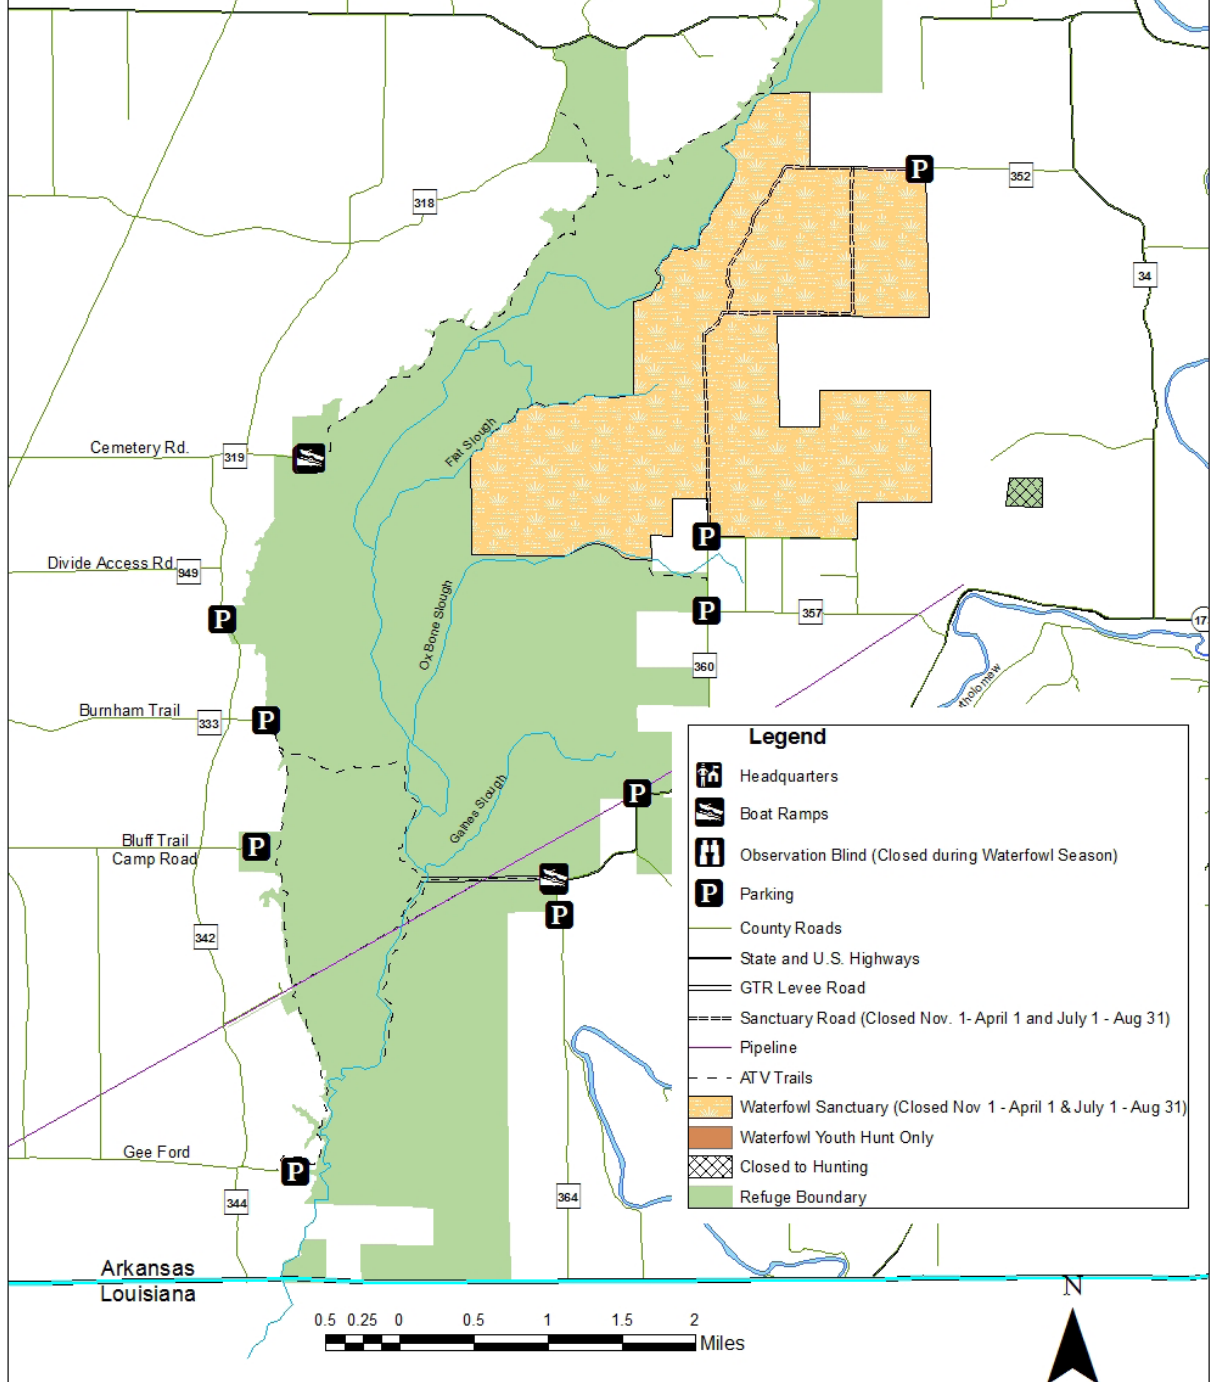 352
318
34
Cemetery Rd.
319
Flat Slough
Divide Access Rd.
949
P
P
P
P
357
Ox Bone Slough
360
tholomew
17
Burnham Trail
333
P
Legend
Headquarters
Boat Ramps
Observation Blind (Closed during Waterfowl Season)
P
Parking
County Roads
State and U.S. Highways
GTR Levee Road
Sanctuary Road (Closed Nov. 1- April 1 and July 1 - Aug 31)
Pipeline
ATV Trails
Waterfowl Sanctuary (Closed Nov 1 - April 1 & July 1 - Aug 31)
Waterfowl Youth Hunt Only
Closed to Hunting
Refuge Boundary
P
Gaines Slough
Bluff Trail
Camp Road
P
P
342
Gee Ford
P
344
364
Arkansas
Louisiana
N
0.5 0.25 0 0.5 1 1.5 2
Miles